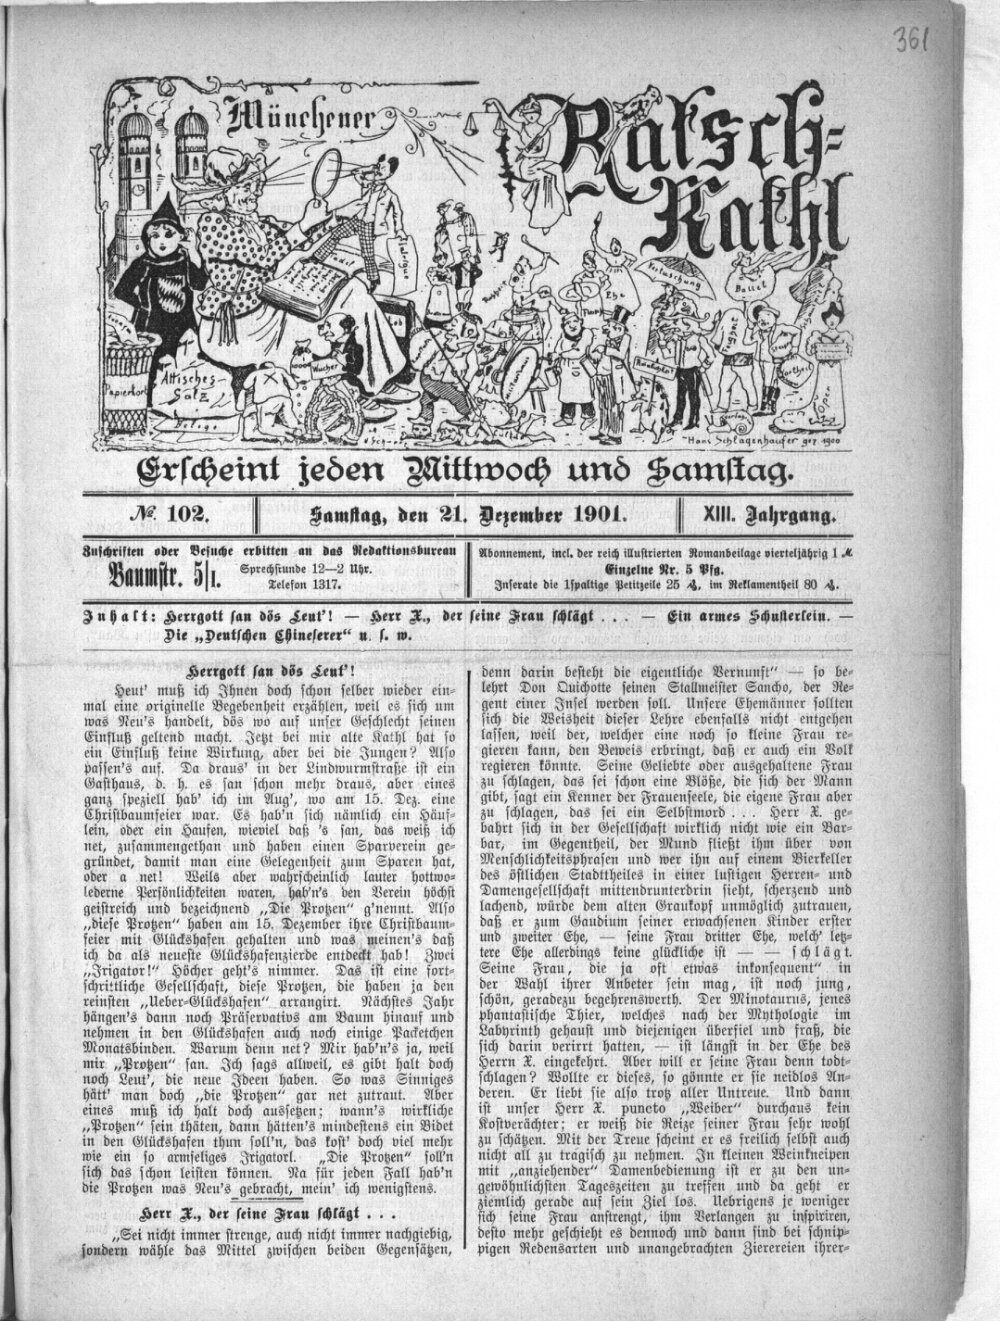 361
Münchener
Ratsch-
Kathl
Vertuschung
Ballet
Ehe
Wucher
Attisches-
Salz
Papierkorb
Hans Schlagenhaufer gez. 1900
Erscheint jeden Mittwoch und Samstag.
№ 102.
Samstag, den 21. Dezember 1901.
XIII. Jahrgang.
Zuschriften oder Besuche erbitten an das Redaktionsbureau
Baumstr. 5/I.
Sprechstunde 12—2 Uhr.
Telefon 1317.
Abonnement, incl. der reich illustrierten Romanbeilage vierteljährig 1 M
Einzelne Nr. 5 Pfg.
Inserate die 1spaltige Petitzeile 25 ₰, im Reklamentheil 80 ₰.
Inhalt: Herrgott san dös Leut'! — Herr X., der seine Frau schlägt . . . — Ein armes Schusterlein. —
Die „Deutschen Chineserer" u. s. w.
Herrgott san dös Leut'!
Heut' muß ich Ihnen doch schon selber wieder ein-
mal eine originelle Begebenheit erzählen, weil es sich um
was Neu's handelt, dös wo auf unser Geschlecht seinen
Einfluß geltend macht. Jetzt bei mir alte Kathl hat so
ein Einfluß keine Wirkung, aber bei die Jungen? Also
passen's auf. Da draus' in der Lindwurmstraße ist ein
Gasthaus, d. h. es san schon mehr draus, aber eines
ganz speziell hab' ich im Aug', wo am 15. Dez. eine
Christbaumfeier war. Es hab'n sich nämlich ein Häuf-
lein, oder ein Haufen, wieviel daß 's san, das weiß ich
net, zusammengethan und haben einen Sparverein ge-
gründet, damit man eine Gelegenheit zum Sparen hat,
oder a net! Weils aber wahrscheinlich lauter hottwo-
lederne Persönlichkeiten waren, hab'n's den Verein höchst
geistreich und bezeichnend „Die Protzen" g'nennt. Also
„diese Protzen" haben am 15. Dezember ihre Christbaum-
feier mit Glückshafen gehalten und was meinen's daß
ich da als neueste Glückshafenzierde entdeckt hab! Zwei
„Irigator!" Höcher geht's nimmer. Das ist eine fort-
schrittliche Gesellschaft, diese Protzen, die haben ja den
reinsten „Ueber-Glückshafen" arrangirt. Nächstes Jahr
hängen's dann noch Präservativs am Baum hinauf und
nehmen in den Glückshafen auch noch einige Packetchen
Monatsbinden. Warum denn net? Mir hab'n's ja, weil
mir „Protzen" san. Ich sags allweil, es gibt halt doch
noch Leut', die neue Ideen haben. So was Sinniges
hätt' man doch „die Protzen" gar net zutraut. Aber
eines muß ich halt doch aussetzen; wann's wirkliche
„Protzen" sein thäten, dann hätten's mindestens ein Bidet
in den Glückshafen thun soll'n, das kost' doch viel mehr
wie ein so armseliges Irigatorl. „Die Protzen" soll'n
sich das schon leisten können. Na für jeden Fall hab'n
die Protzen was Neu's gebracht, mein' ich wenigstens.
Herr X., der seine Frau schlägt . . .
„Sei nicht immer strenge, auch nicht immer nachgiebig,
sondern wähle das Mittel zwischen beiden Gegensätzen,
denn darin besteht die eigentliche Vernunft" — so be-
lehrt Don Quichotte seinen Stallmeister Sancho, der Re-
gent einer Insel werden soll. Unsere Ehemänner sollten
sich die Weisheit dieser Lehre ebenfalls nicht entgehen
lassen, weil der, welcher eine noch so kleine Frau re-
gieren kann, den Beweis erbringt, daß er auch ein Volk
regieren könnte. Seine Geliebte oder ausgehaltene Frau
zu schlagen, das sei schon eine Blöße, die sich der Mann
gibt, sagt ein Kenner der Frauenseele, die eigene Frau aber
zu schlagen, das sei ein Selbstmord . . . Herr X. ge-
bahrt sich in der Gesellschaft wirklich nicht wie ein Bar-
bar, im Gegentheil, der Mund fließt ihm über von
Menschlichkeitsphrasen und wer ihn auf einem Bierkeller
des östlichen Stadttheiles in einer lustigen Herren- und
Damengesellschaft mittendrunterdrin sieht, scherzend und
lachend, würde dem alten Graukopf unmöglich zutrauen,
daß er zum Gaudium seiner erwachsenen Kinder erster
und zweiter Ehe, — seine Frau dritter Ehe, welch' letz-
tere Ehe allerdings keine glückliche ist — — schlägt.
Seine Frau, die ja oft etwas inkonsequent" in
der Wahl ihrer Anbeter sein mag, ist noch jung,
schön, geradezu begehrenswerth. Der Minotaurus, jenes
phantastische Thier, welches nach der Mythologie im
Labyrinth gehaust und diejenigen überfiel und fraß, die
sich darin verirrt hatten, — ist längst in der Ehe des
Herrn X. eingekehrt. Aber will er seine Frau denn todt-
schlagen? Wollte er dieses, so gönnte er sie neidlos An-
deren. Er liebt sie also trotz aller Untreue. Und dann
ist unser Herr X. puncto „Weiber" durchaus kein
Kostverächter; er weiß die Reize seiner Frau sehr wohl
zu schätzen. Mit der Treue scheint er es freilich selbst auch
nicht all zu tragisch zu nehmen. In kleinen Weinkneipen
mit „anziehender" Damenbedienung ist er zu den un-
gewöhnlichsten Tageszeiten zu treffen und da geht er
ziemlich gerade auf sein Ziel los. Uebrigens je weniger
sich seine Frau anstrengt, ihm Verlangen zu inspiriren,
desto mehr geschieht es dennoch und dann sind bei schnip-
pigen Redensarten und unangebrachten Zierereien ihrer-